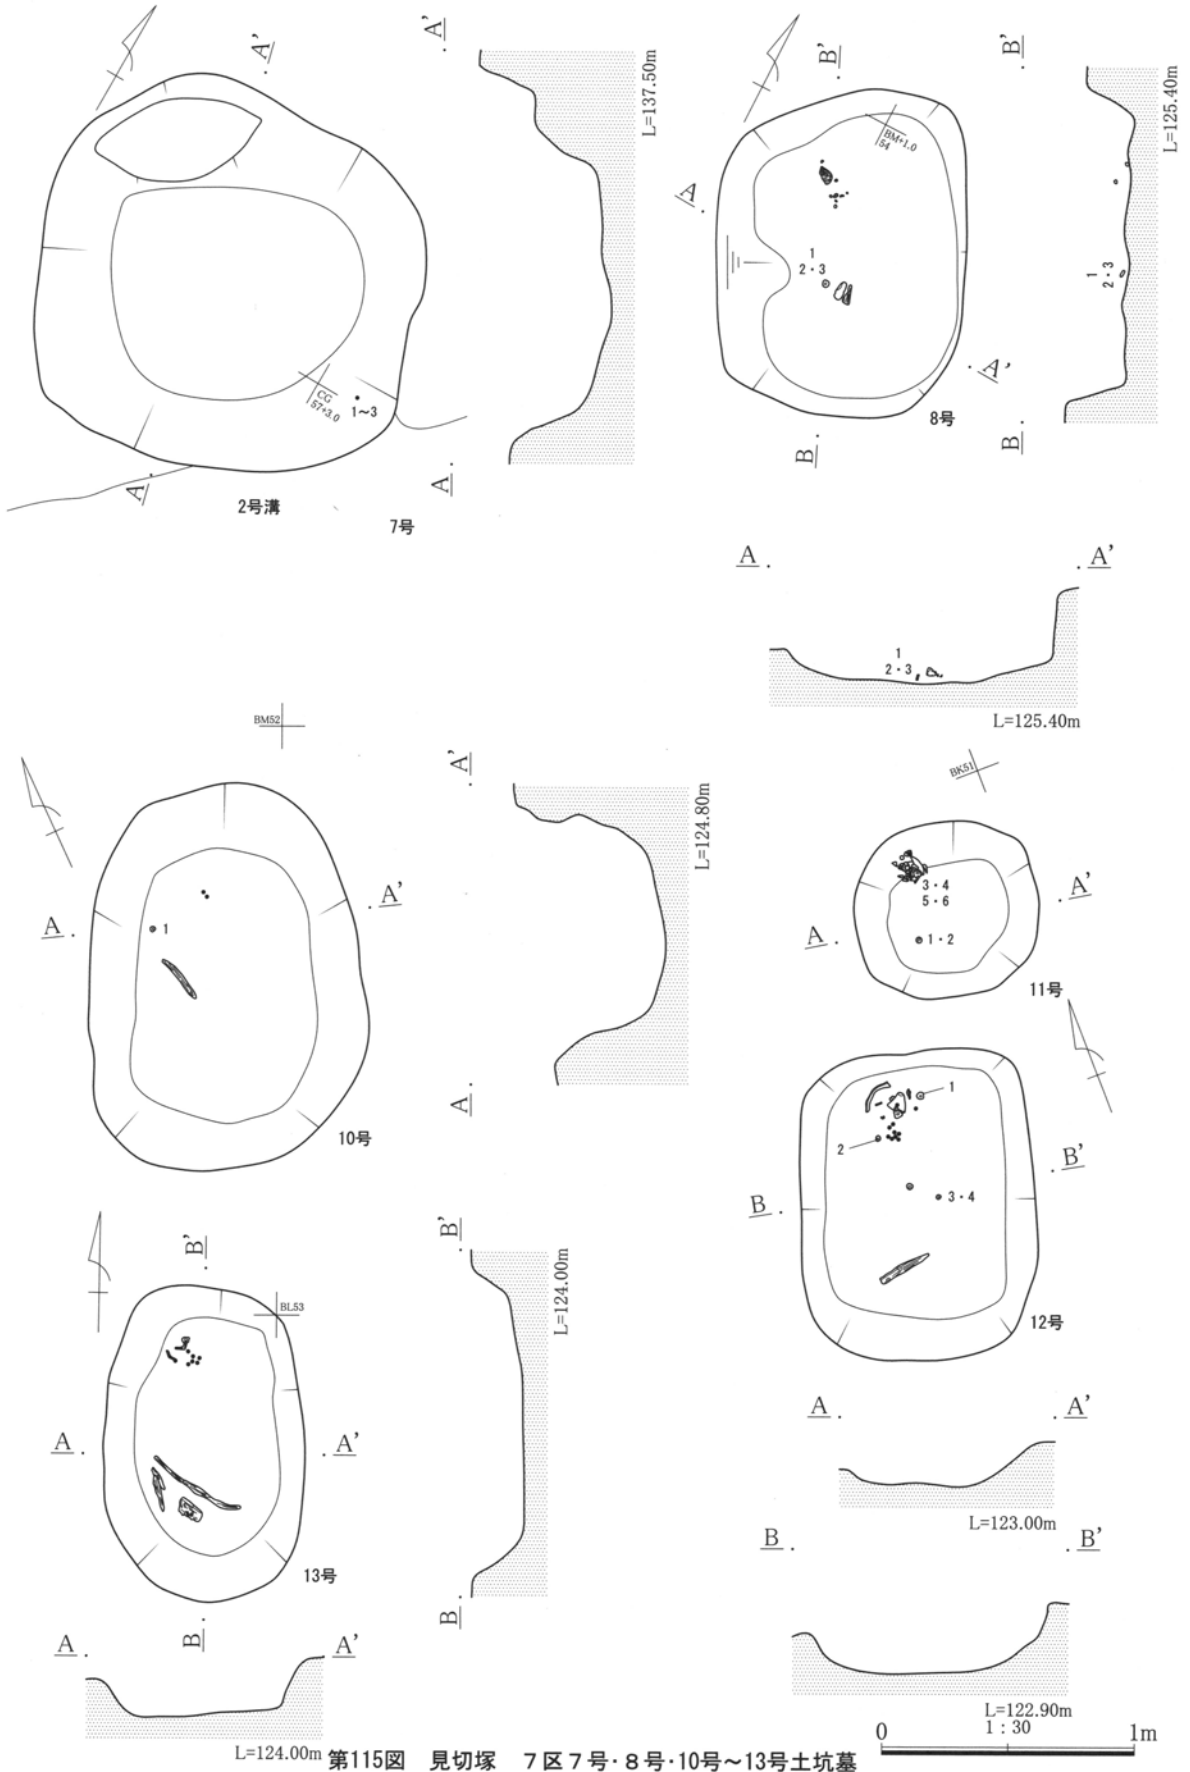 A'
A'
L=137.50m
CG
57+3.0
1～3
A
A
2号溝
7号
B'
B'
L=125.40m
BM+1.0
54
A
1
2・3
1
2・3
A'
8号
B
B
A
A'
1
2・3
L=125.40m
BM52
A'
L=124.80m
A
A'
1
A
10号
BK51
3・4
5・6
A
A'
1・2
11号
1
2
B
B'
3・4
12号
B'
B'
L=124.00m
BL53
A
A'
13号
B
B
A
A'
L=124.00m
A
A'
L=123.00m
B
B'
L=122.90m
1：30
0
1m
第115図　見切塚　7区7号・8号・10号～13号土坑墓